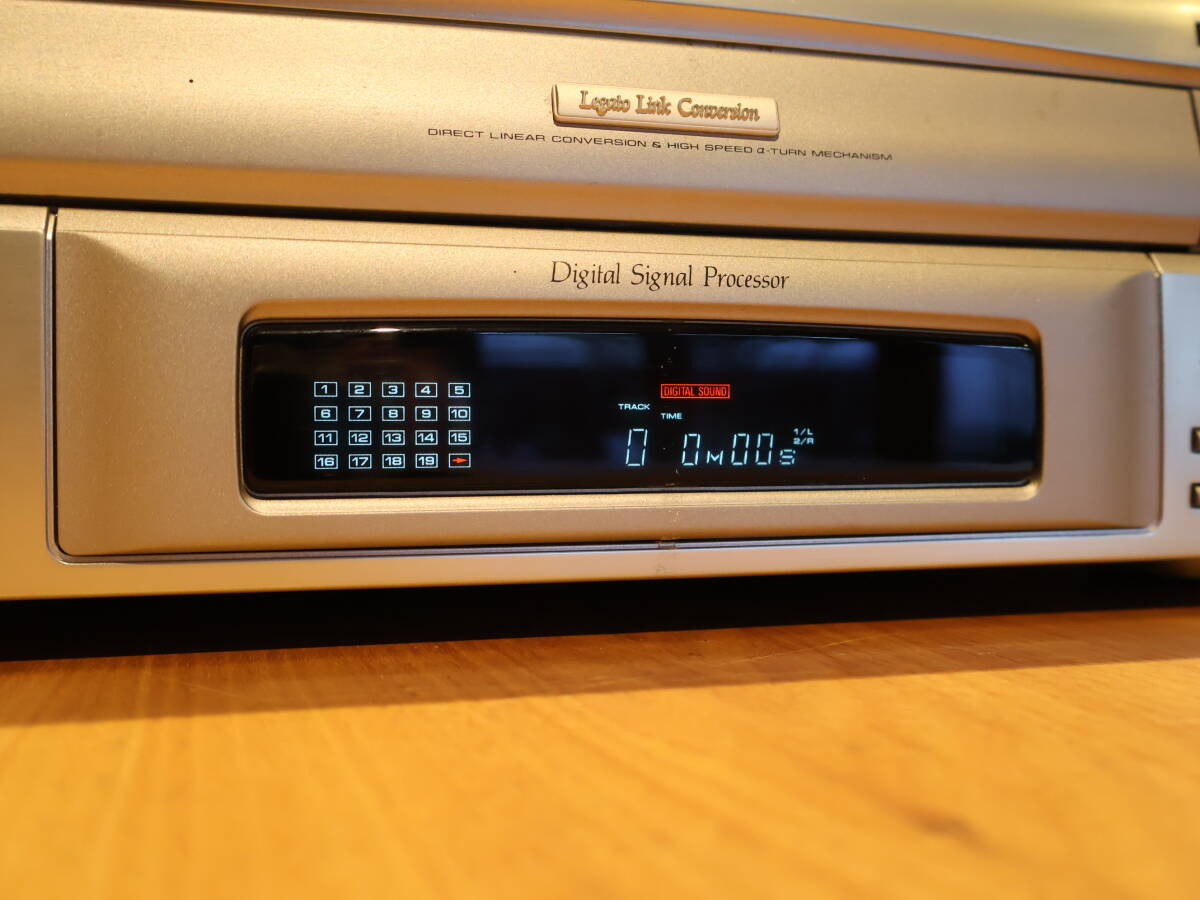 Legato Link Conversion
DIRECT LINEAR CONVERSION & HIGH SPEED α-TURN MECHANISM
Digital Signal Processor
1 2 3 4 5
6 7 8 9 10
11 12 13 14 15
16 17 18 19
DIGITAL SOUND
TRACK TIME
0 0M00S
1/L
2/R